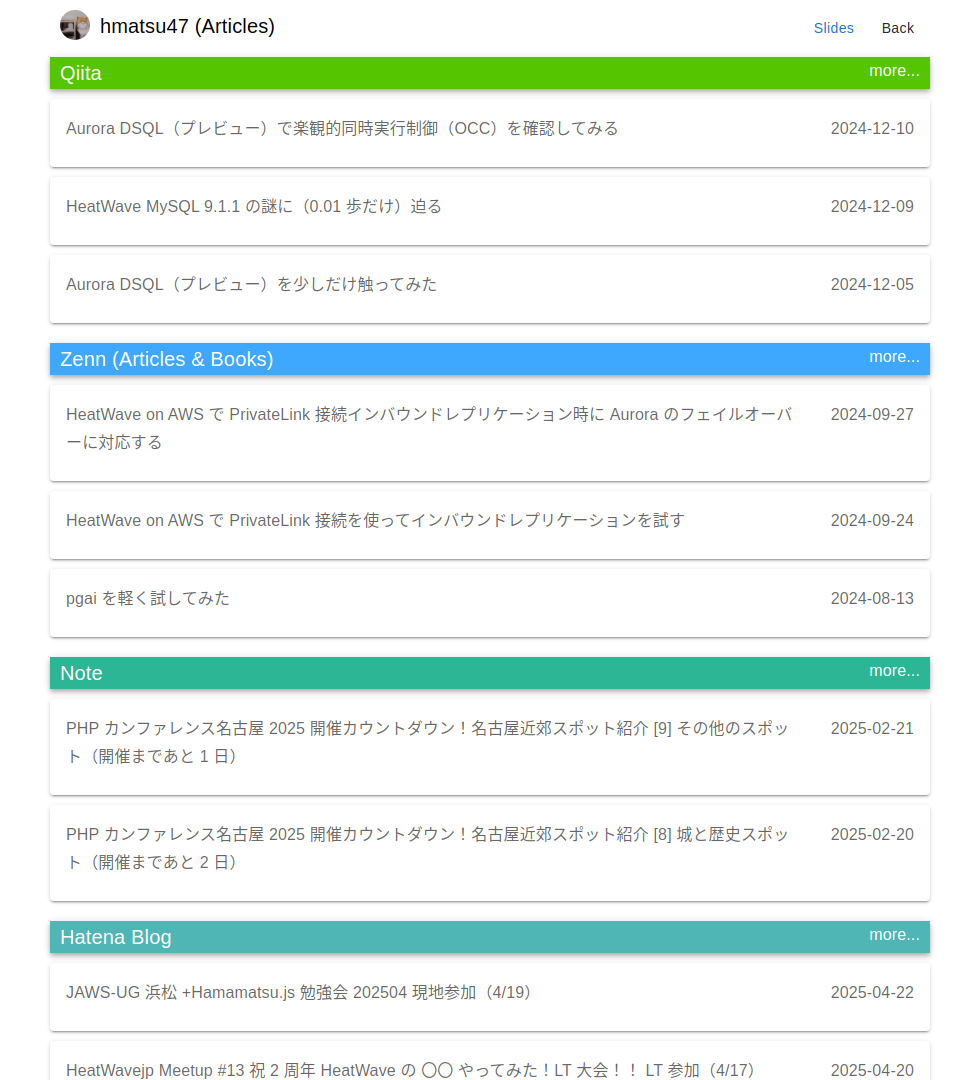 hmatsu47 (Articles)
Slides
Back
Qiita
more...
Aurora DSQL（プレビュー）で楽観的同時実行制御（OCC）を確認してみる
2024-12-10
HeatWave MySQL 9.1.1 の謎に（0.01 歩だけ）迫る
2024-12-09
Aurora DSQL（プレビュー）を少しだけ触ってみた
2024-12-05
Zenn (Articles & Books)
more...
HeatWave on AWS で PrivateLink 接続インバウンドレプリケーション時に Aurora のフェイルオーバ
ーに対応する
2024-09-27
HeatWave on AWS で PrivateLink 接続を使ってインバウンドレプリケーションを試す
2024-09-24
pgai を軽く試してみた
2024-08-13
Note
more...
PHP カンファレンス名古屋 2025 開催カウントダウン！名古屋近郊スポット紹介 [9] その他のスポッ
ト（開催まであと 1 日）
2025-02-21
PHP カンファレンス名古屋 2025 開催カウントダウン！名古屋近郊スポット紹介 [8] 城と歴史スポッ
ト（開催まであと 2 日）
2025-02-20
Hatena Blog
more...
JAWS-UG 浜松 +Hamamatsu.js 勉強会 202504 現地参加（4/19）
2025-04-22
HeatWavejp Meetup #13 祝 2 周年 HeatWave の 〇〇 やってみた！LT 大会！！ LT 参加（4/17）
2025-04-20